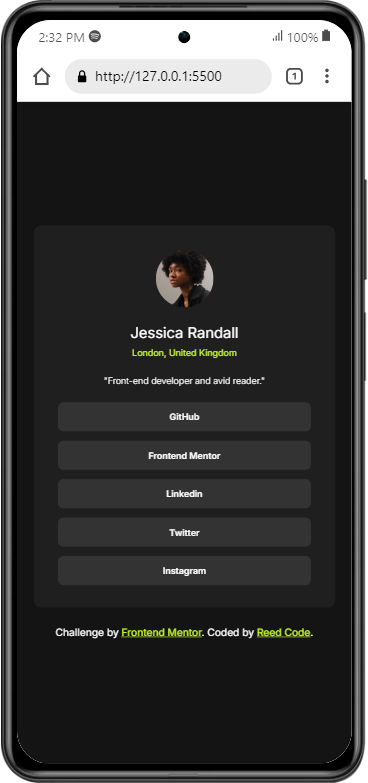 2:32 PM
100%
http://127.0.0.1:5500
1
Jessica Randall
London, United Kingdom
"Front-end developer and avid reader."
GitHub
Frontend Mentor
Linkedin
Twitter
Instagram
Challenge by Frontend Mentor. Coded by Reed Code.